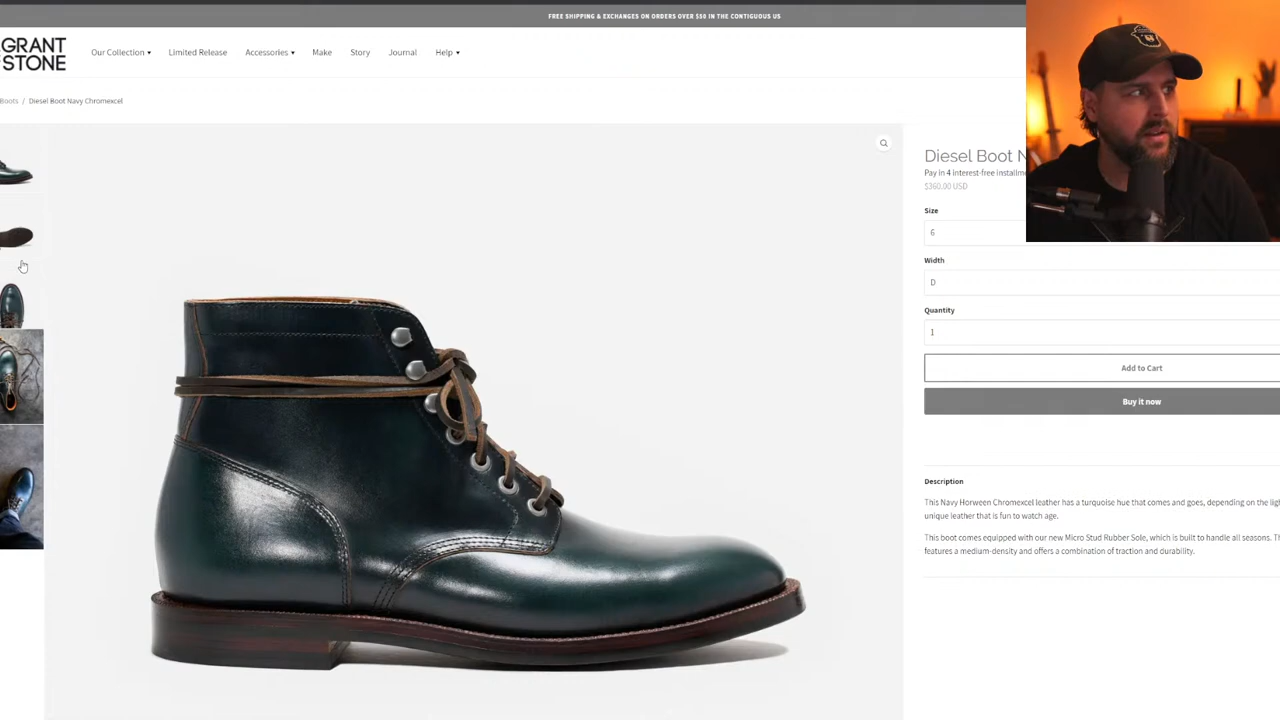 FREE SHIPPING & EXCHANGES ON ORDERS OVER $50 IN THE CONTIGUOUS US
GRANT
STONE
Our Collection ▾ Limited Release Accessories ▾ Make Story Journal Help ▾
Boots / Diesel Boot Navy Chromexcel
Diesel Boot N
Pay in 4 interest-free installm
$360.00 USD
Size
6
Width
D
Quantity
1
Add to Cart
Buy it now
Description
This Navy Horween Chromexcel leather has a turquoise hue that comes and goes, depending on the lig
unique leather that is fun to watch age.
This boot comes equipped with our new Micro Stud Rubber Sole, which is built to handle all seasons. Th
features a medium-density and offers a combination of traction and durability.